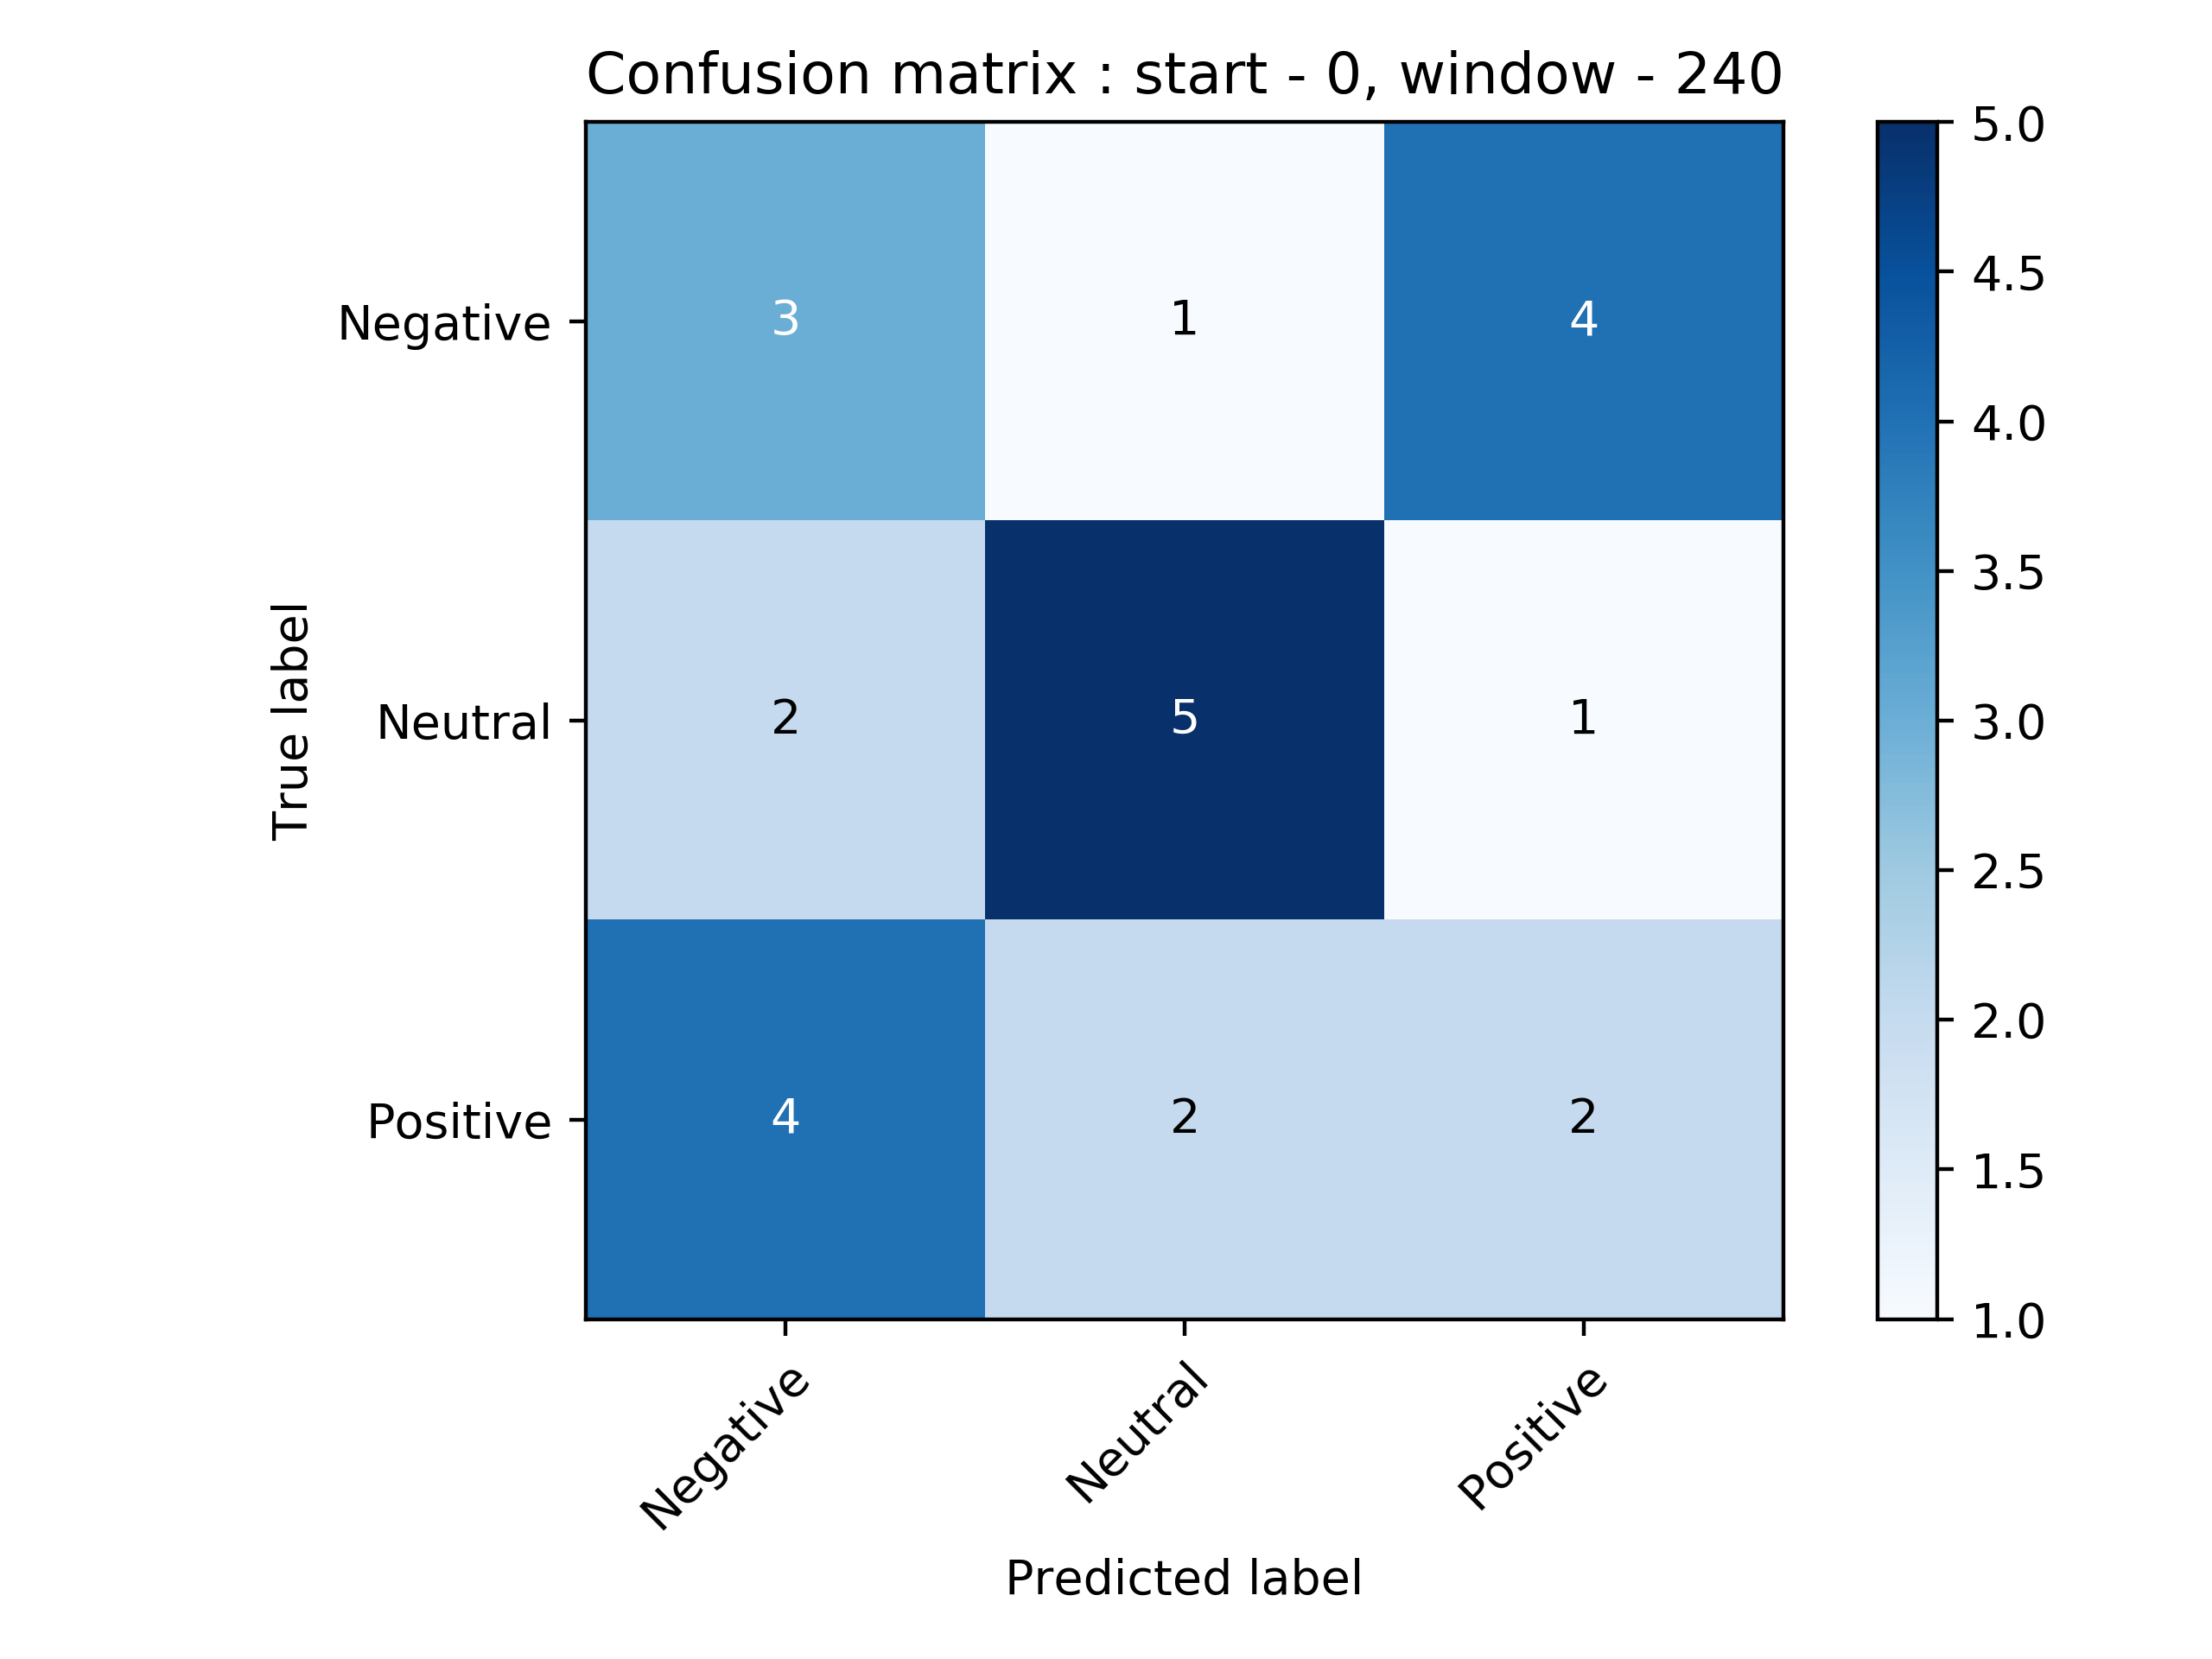 Confusion matrix : start - 0, window - 240
True label
Negative
3
1
4
Neutral
2
5
1
Positive
4
2
2
Negative
Neutral
Positive
Predicted label
5.0
4.5
4.0
3.5
3.0
2.5
2.0
1.5
1.0